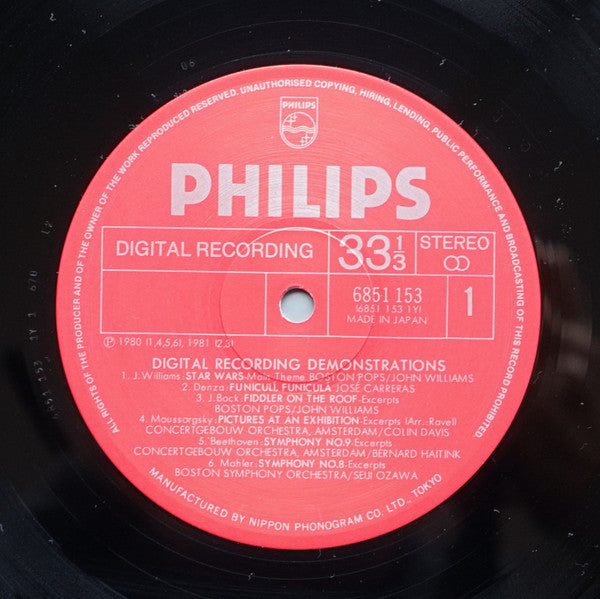 ALL RIGHTS OF THE PRODUCER AND OF THE OWNER OF THE WORK REPRODUCED RESERVED. UNAUTHORISED COPYING, HIRING, LENDING, PUBLIC PERFORMANCE AND BROADCASTING OF THIS RECORD PROHIBITED.
PHILIPS
PHILIPS
DIGITAL RECORDING
33 1/3
STEREO
6851 153
(6851 153 1Y)
MADE IN JAPAN
1
Ⓟ 1980 (1,4,5,6), 1981 (2,3)
DIGITAL RECORDING DEMONSTRATIONS
1. J.Williams:STAR WARS-Main Theme BOSTON POPS/JOHN WILLIAMS
2. Denza:FUNICULÌ FUNICULÀ JOSÉ CARRERAS
3. J.Bock:FIDDLER ON THE ROOF-Excerpts
BOSTON POPS/JOHN WILLIAMS
4. Moussorgsky:PICTURES AT AN EXHIBITION-Excerpts (Arr.:Ravel)
CONCERTGEBOUW ORCHESTRA, AMSTERDAM/COLIN DAVIS
5. Beethoven:SYMPHONY NO.9-Excerpts
CONCERTGEBOUW ORCHESTRA, AMSTERDAM/BERNARD HAITINK
6. Mahler:SYMPHONY NO.8-Excerpts
BOSTON SYMPHONY ORCHESTRA/SEIJI OZAWA
MANUFACTURED BY NIPPON PHONOGRAM CO. LTD., TOKYO